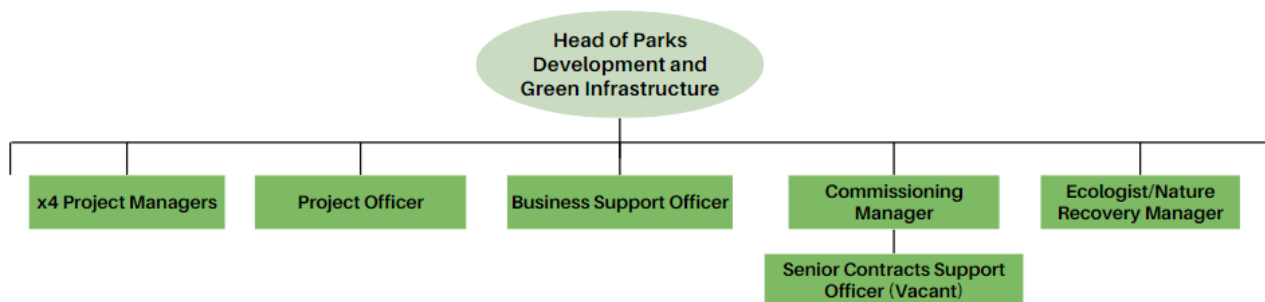 Head of Parks
Development and
Green Infrastructure
x4 Project Managers
Project Officer
Business Support Officer
Commissioning
Manager
Ecologist/Nature
Recovery Manager
Senior Contracts Support
Officer (Vacant)